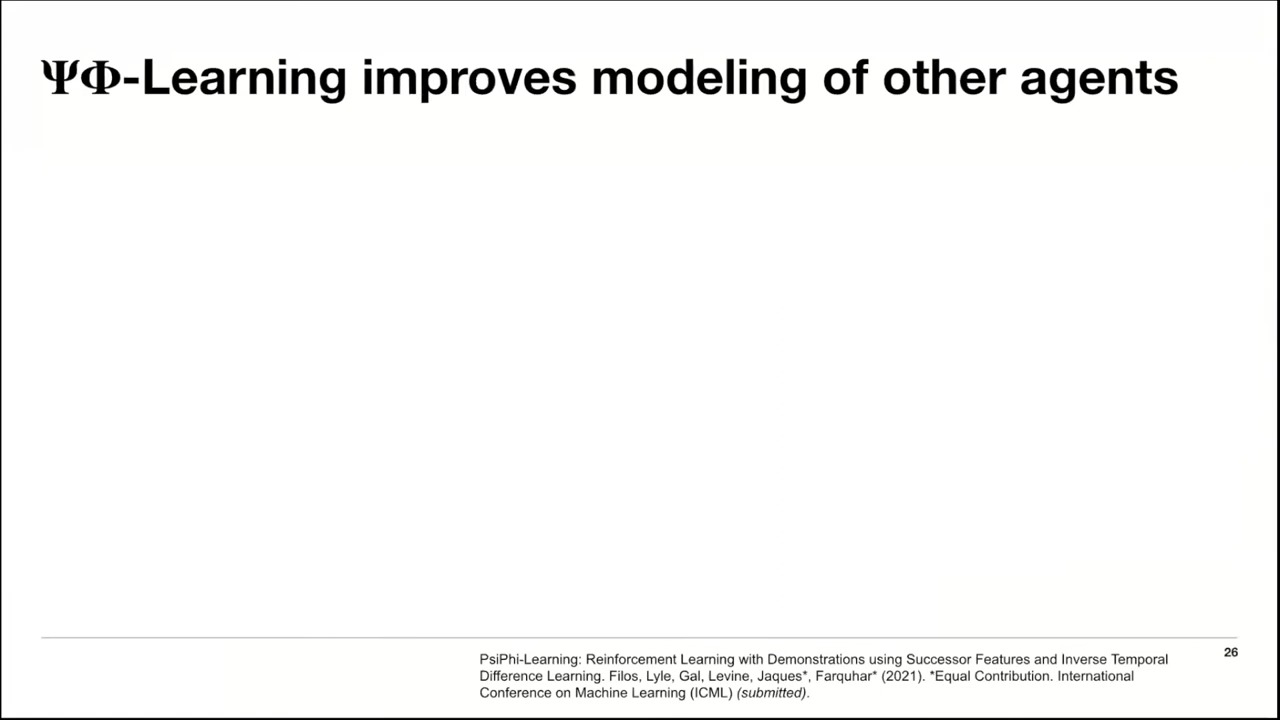 ΨΦ-Learning improves modeling of other agents
PsiPhi-Learning: Reinforcement Learning with Demonstrations using Successor Features and Inverse Temporal
Difference Learning. Filos, Lyle, Gal, Levine, Jaques*, Farquhar* (2021). *Equal Contribution. International
Conference on Machine Learning (ICML) (submitted).
26